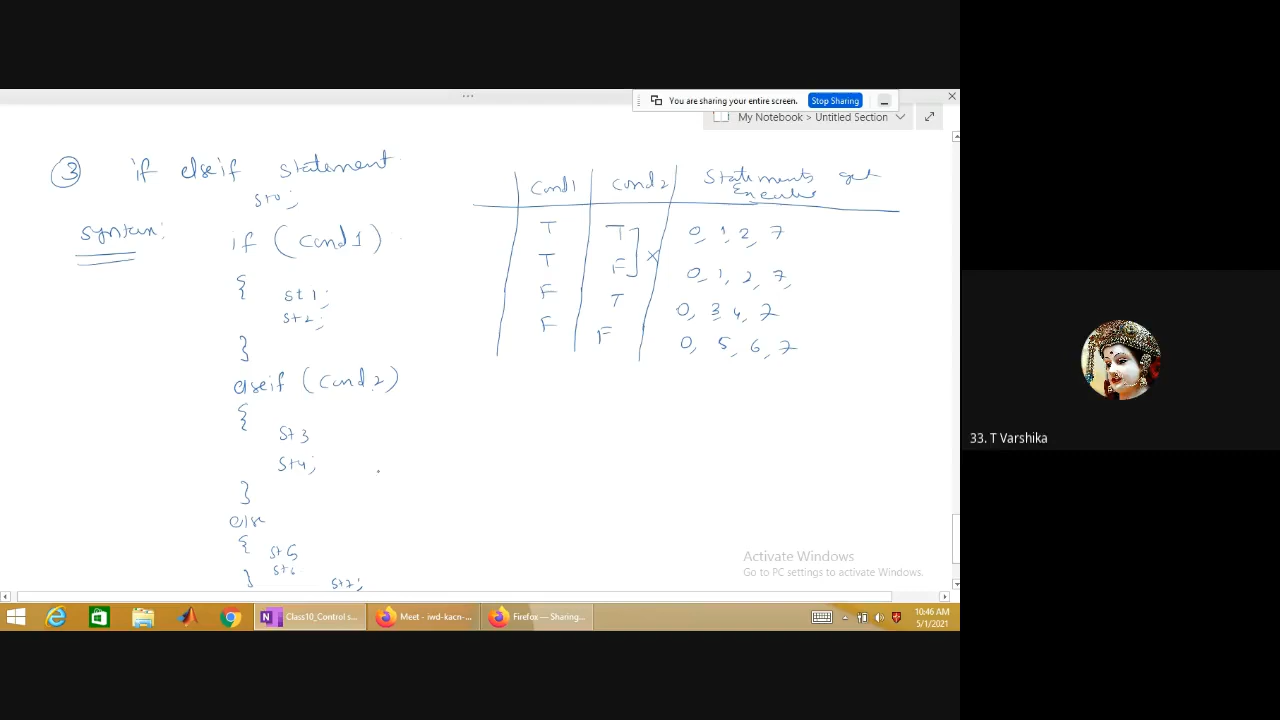 You are sharing your entire screen. Stop Sharing
My Notebook > Untitled Section
③ if elseif statement
st0;
Syntax:
if (Cond1)
{
st1;
st2;
}
elseif (Cond2)
{
st3
st4;
}
else
{ st5
st6
} st7;
Cond1 Cond2 Statements get
Executes
T T 0, 1, 2, 7
T F × 0, 1, 2, 7,
F T 0, 3, 4, 7
F F 0, 5, 6, 7
33. T Varshika
Activate Windows
Go to PC settings to activate Windows.
Class10_Control s...
Meet - iwd-kacn-...
Firefox — Sharing...
10:46 AM
5/1/2021